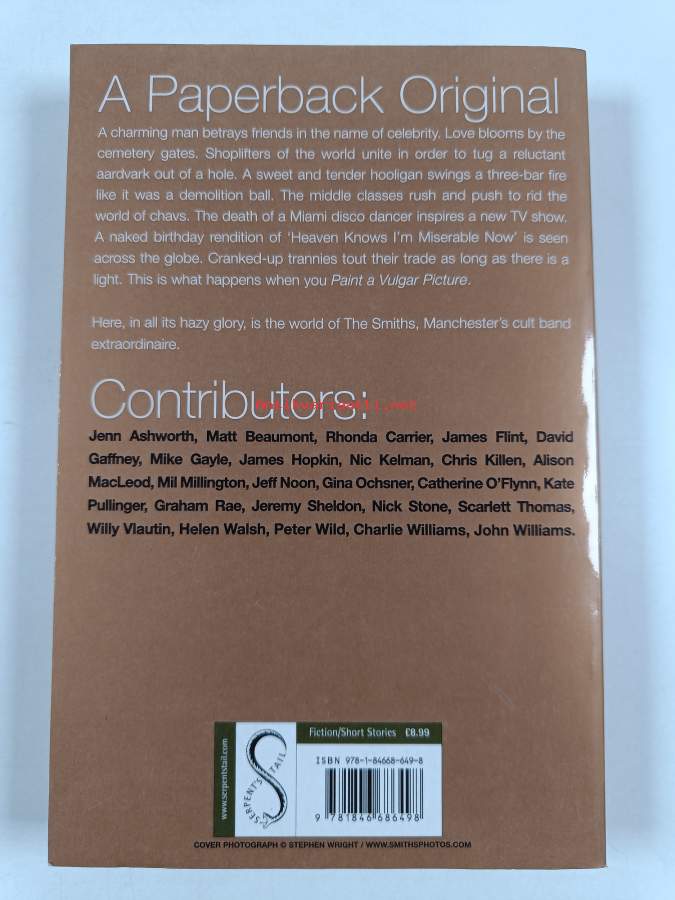 A Paperback Original
A charming man betrays friends in the name of celebrity. Love blooms by the
cemetery gates. Shoplifters of the world unite in order to tug a reluctant
aardvark out of a hole. A sweet and tender hooligan swings a three-bar fire
like it was a demolition ball. The middle classes rush and push to rid the
world of chavs. The death of a Miami disco dancer inspires a new TV show.
A naked birthday rendition of ‘Heaven Knows I’m Miserable Now’ is seen
across the globe. Cranked-up trannies tout their trade as long as there is a
light. This is what happens when you Paint a Vulgar Picture.
Here, in all its hazy glory, is the world of The Smiths, Manchester’s cult band
extraordinaire.
Contributors:
Jenn Ashworth, Matt Beaumont, Rhonda Carrier, James Flint, David
Gaffney, Mike Gayle, James Hopkin, Nic Kelman, Chris Killen, Alison
MacLeod, Mil Millington, Jeff Noon, Gina Ochsner, Catherine O’Flynn, Kate
Pullinger, Graham Rae, Jeremy Sheldon, Nick Stone, Scarlett Thomas,
Willy Vlautin, Helen Walsh, Peter Wild, Charlie Williams, John Williams.
www.serpentstail.com
SERPENT'S TAIL
Fiction/Short Stories £8.99
ISBN 978-1-84668-649-8
9 781846 686498
COVER PHOTOGRAPH © STEPHEN WRIGHT / WWW.SMITHSPHOTOS.COM